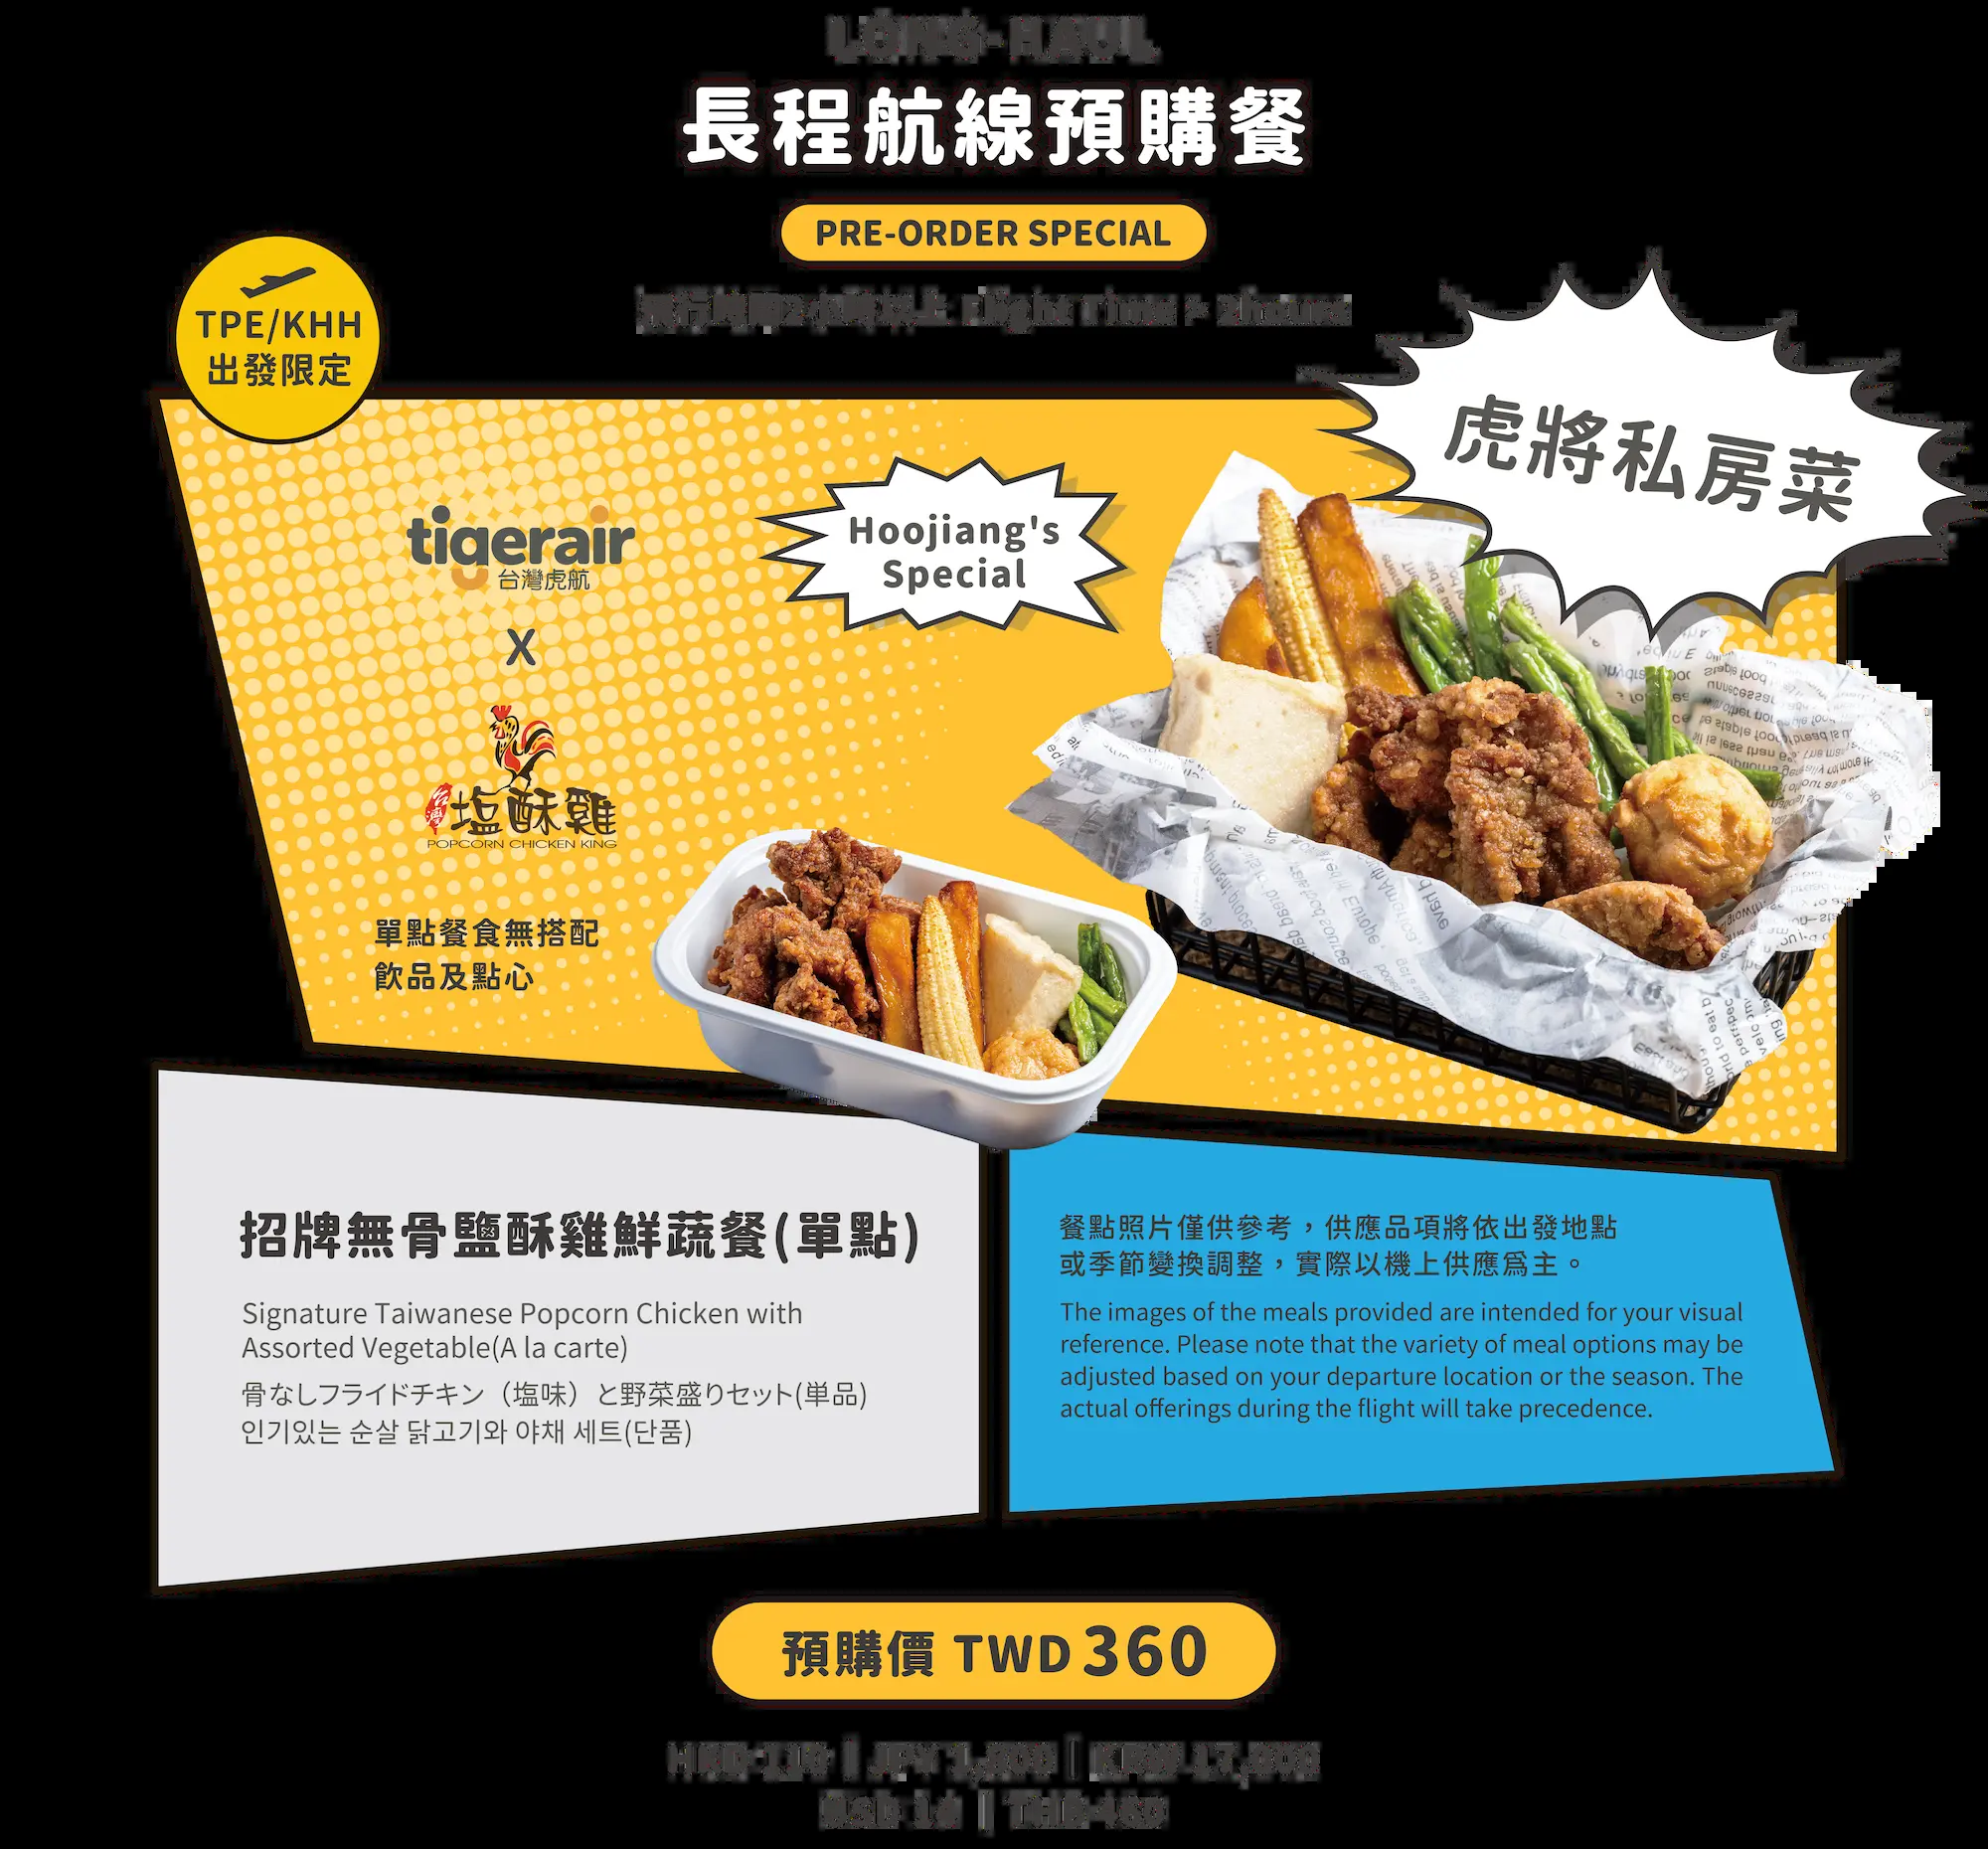 LONG-HAUL
長程航線預購餐
PRE-ORDER SPECIAL
Flight Time > 2hours
TPE/KHH
出發限定
虎將私房菜
Hoojiang's
Special
tigerair
台灣虎航
X
台灣
塩酥雞
POPCORN CHICKEN KING
單點餐食無搭配
飲品及點心
招牌無骨鹽酥雞鮮蔬餐(單點)
Signature Taiwanese Popcorn Chicken with
Assorted Vegetable(A la carte)
骨なしフライドチキン（塩味）と野菜盛りセット(単品)
인기있는 순살 닭고기와 야채 세트(단품)
餐點照片僅供參考，供應品項將依出發地點
或季節變換調整，實際以機上供應爲主。
The images of the meals provided are intended for your visual
reference. Please note that the variety of meal options may be
adjusted based on your departure location or the season. The
actual offerings during the flight will take precedence.
預購價 TWD 360